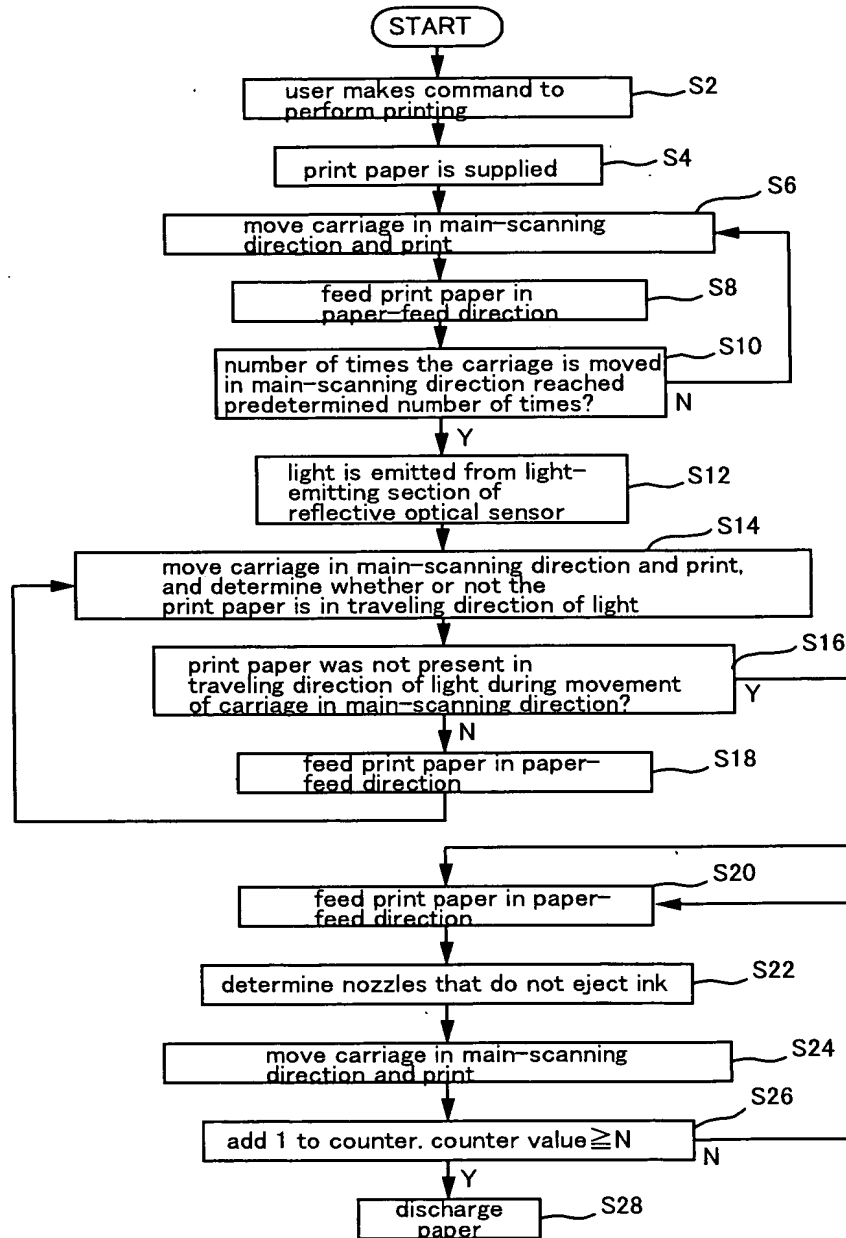 START
user makes command to
perform printing
S2
print paper is supplied
S4
S6
move carriage in main-scanning
direction and print
feed print paper in
paper-feed direction
S8
number of times the carriage is moved
in main-scanning direction reached
predetermined number of times?
S10
N
Y
light is emitted from light-
emitting section of
reflective optical sensor
S12
S14
move carriage in main-scanning direction and print,
and determine whether or not the
print paper is in traveling direction of light
print paper was not present in
traveling direction of light during movement
of carriage in main-scanning direction?
S16
Y
N
feed print paper in paper-
feed direction
S18
S20
feed print paper in paper-
feed direction
determine nozzles that do not eject ink
S22
move carriage in main-scanning
direction and print
S24
S26
add 1 to counter. counter value≧N
N
Y
discharge
paper
S28